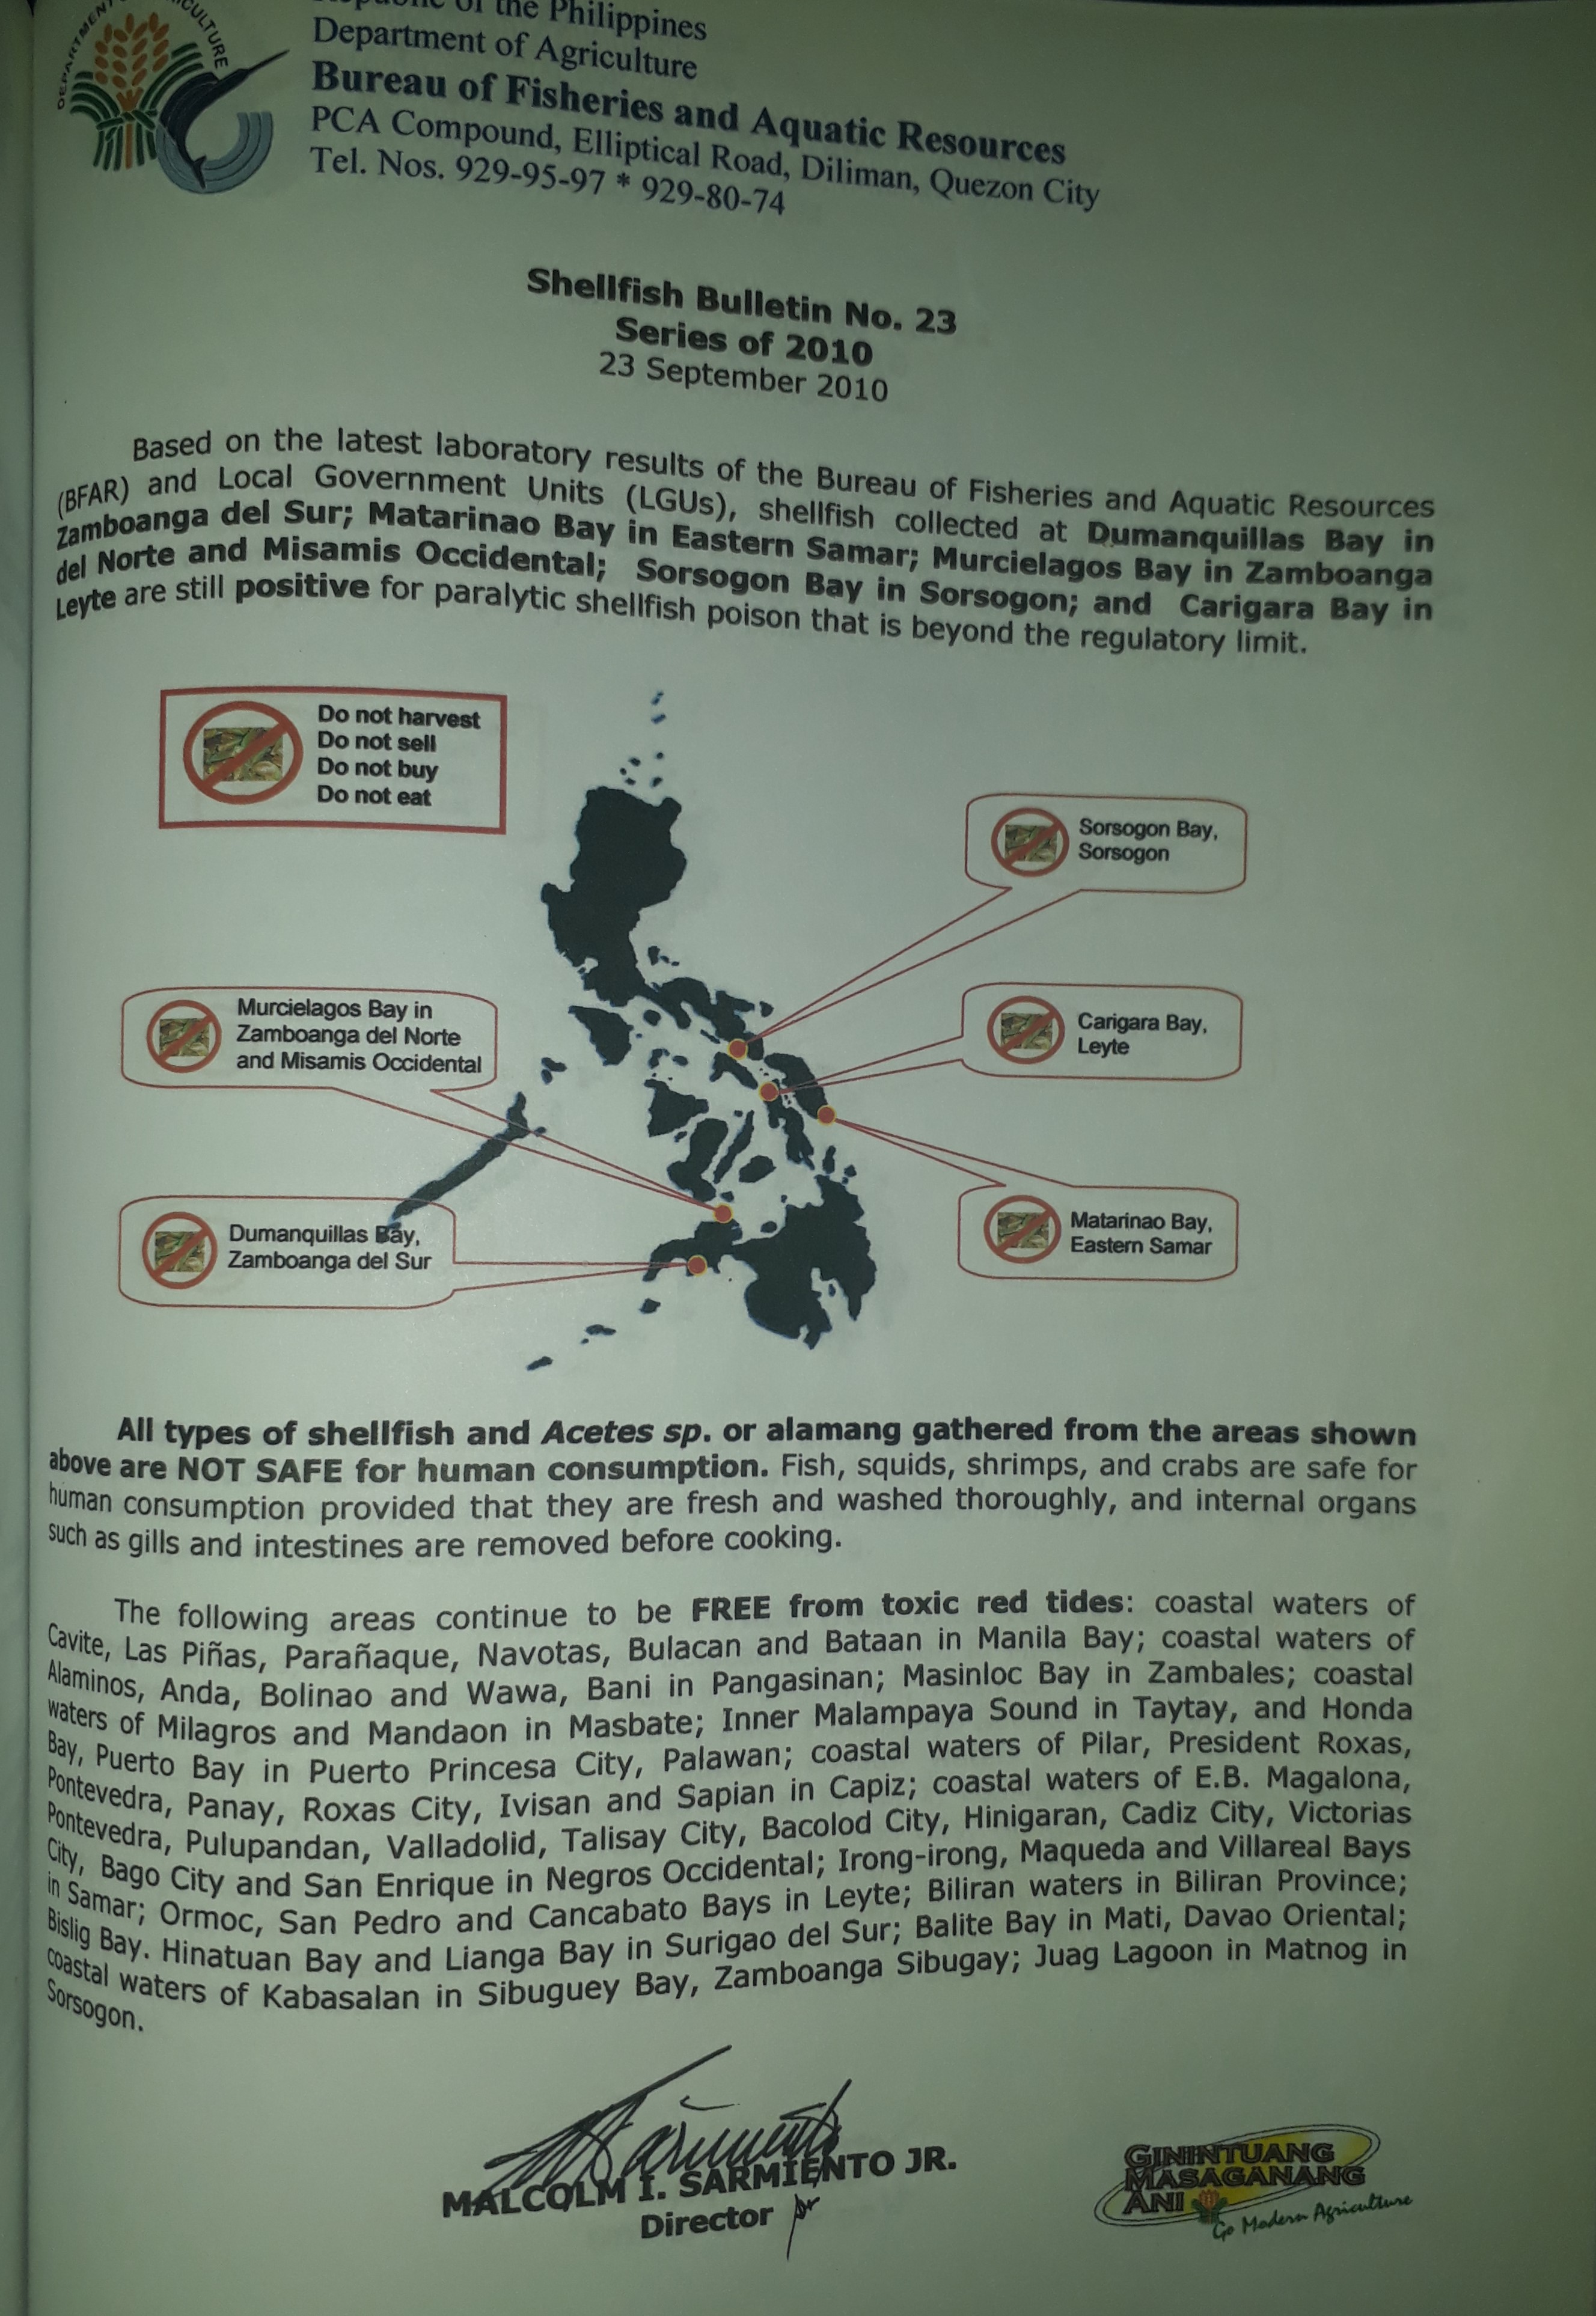 DEPARTMENT
of the Philippines
Department of Agriculture
Bureau of Fisheries and Aquatic Resources
PCA Compound, Elliptical Road, Diliman, Quezon City
Tel. Nos. 929-95-97 * 929-80-74
Shellfish Bulletin No. 23
Series of 2010
23 September 2010
Based on the latest laboratory results of the Bureau of Fisheries and Aquatic Resources
(BFAR) and Local Government Units (LGUs), shellfish collected at Dumanquillas Bay in
Zamboanga del Sur; Matarinao Bay in Eastern Samar; Murcielagos Bay in Zamboanga
del Norte and Misamis Occidental; Sorsogon Bay in Sorsogon; and Carigara Bay in
Leyte are still positive for paralytic shellfish poison that is beyond the regulatory limit.
Do not harvest
Do not sell
Do not buy
Do not eat
Sorsogon Bay,
Sorsogon
Murcielagos Bay in
Zamboanga del Norte
and Misamis Occidental
Carigara Bay,
Leyte
Dumanquillas Bay,
Zamboanga del Sur
Matarinao Bay,
Eastern Samar
All types of shellfish and Acetes sp. or alamang gathered from the areas shown
above are NOT SAFE for human consumption. Fish, squids, shrimps, and crabs are safe for
human consumption provided that they are fresh and washed thoroughly, and internal organs
such as gills and intestines are removed before cooking.
The following areas continue to be FREE from toxic red tides: coastal waters of
Cavite, Las Piñas, Parañaque, Navotas, Bulacan and Bataan in Manila Bay; coastal waters of
Alaminos, Anda, Bolinao and Wawa, Bani in Pangasinan; Masinloc Bay in Zambales; coastal
waters of Milagros and Mandaon in Masbate; Inner Malampaya Sound in Taytay, and Honda
Bay, Puerto Bay in Puerto Princesa City, Palawan; coastal waters of Pilar, President Roxas,
Pontevedra, Panay, Roxas City, Ivisan and Sapian in Capiz; coastal waters of E.B. Magalona,
Pontevedra, Pulupandan, Valladolid, Talisay City, Bacolod City, Hinigaran, Cadiz City, Victorias
City, Bago City and San Enrique in Negros Occidental; Irong-irong, Maqueda and Villareal Bays
in Samar; Ormoc, San Pedro and Cancabato Bays in Leyte; Biliran waters in Biliran Province;
Bislig Bay. Hinatuan Bay and Lianga Bay in Surigao del Sur; Balite Bay in Mati, Davao Oriental;
coastal waters of Kabasalan in Sibuguey Bay, Zamboanga Sibugay; Juag Lagoon in Matnog in
Sorsogon.
MALCOLM I. SARMIENTO JR.
Director
GININTUANG
MASAGANANG
ANI
Go Modern Agriculture